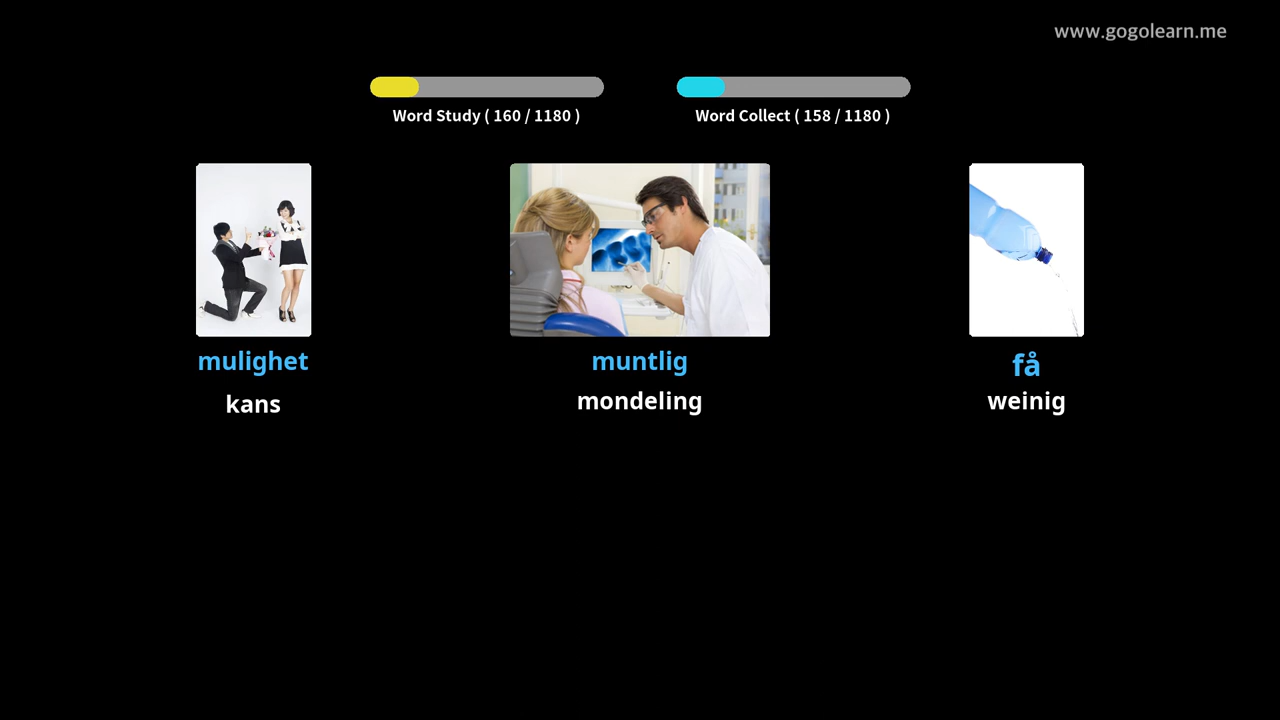 www.gogolearn.me
Word Study ( 160 / 1180 )
Word Collect ( 158 / 1180 )
mulighet
muntlig
få
kans
mondeling
weinig